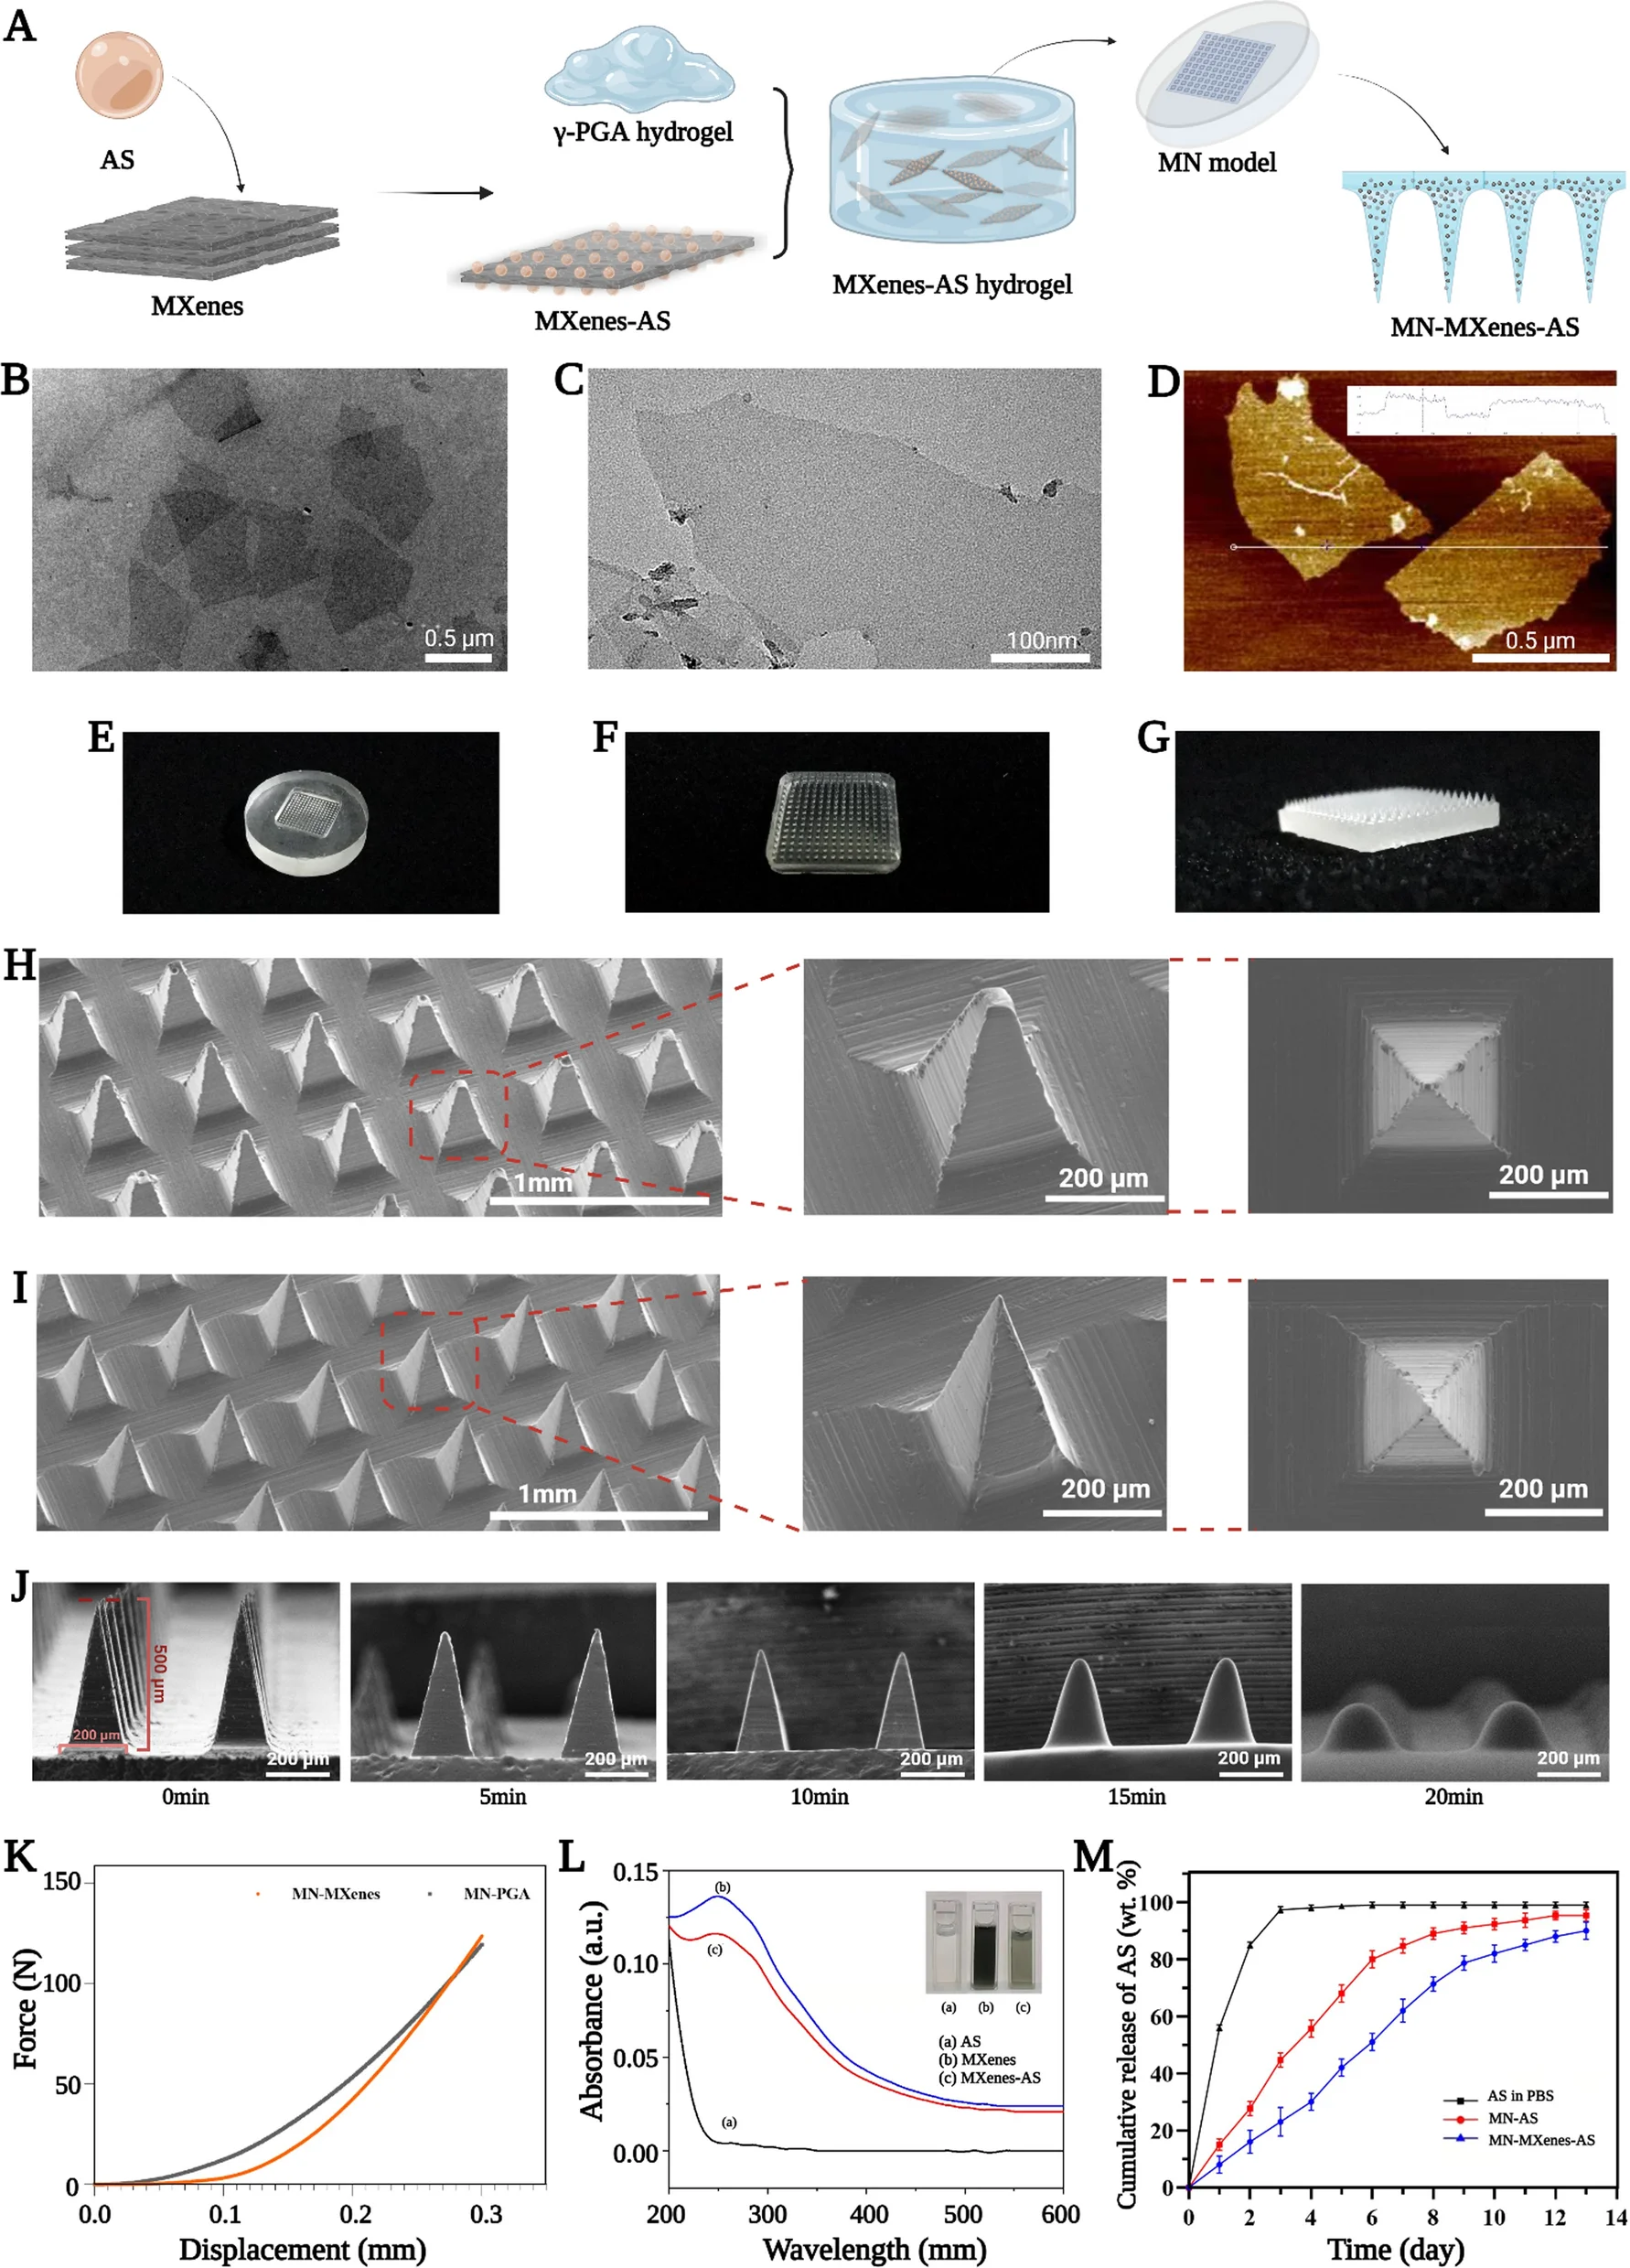 A
AS
γ-PGA hydrogel
MN model
MXenes
MXenes-AS
MXenes-AS hydrogel
MN-MXenes-AS
B
0.5 μm
C
100nm
D
0.5 μm
E
F
G
H
1mm
200 μm
200 μm
I
1mm
200 μm
200 μm
J
500 μm
200 μm
200 μm
200 μm
200 μm
200 μm
200 μm
0min
5min
10min
15min
20min
K
150
100
50
0
0.0
0.1
0.2
0.3
MN-MXenes
MN-PGA
Force (N)
Displacement (mm)
L
0.15
0.10
0.05
0.00
200
300
400
500
600
(b)
(c)
(a)
(a)
(b)
(c)
(a) AS
(b) MXenes
(c) MXenes-AS
Absorbance (a.u.)
Wavelength (mm)
M
100
80
60
40
20
0
0
2
4
6
8
10
12
14
AS in PBS
MN-AS
MN-MXenes-AS
Cumulative release of AS (wt. %)
Time (day)